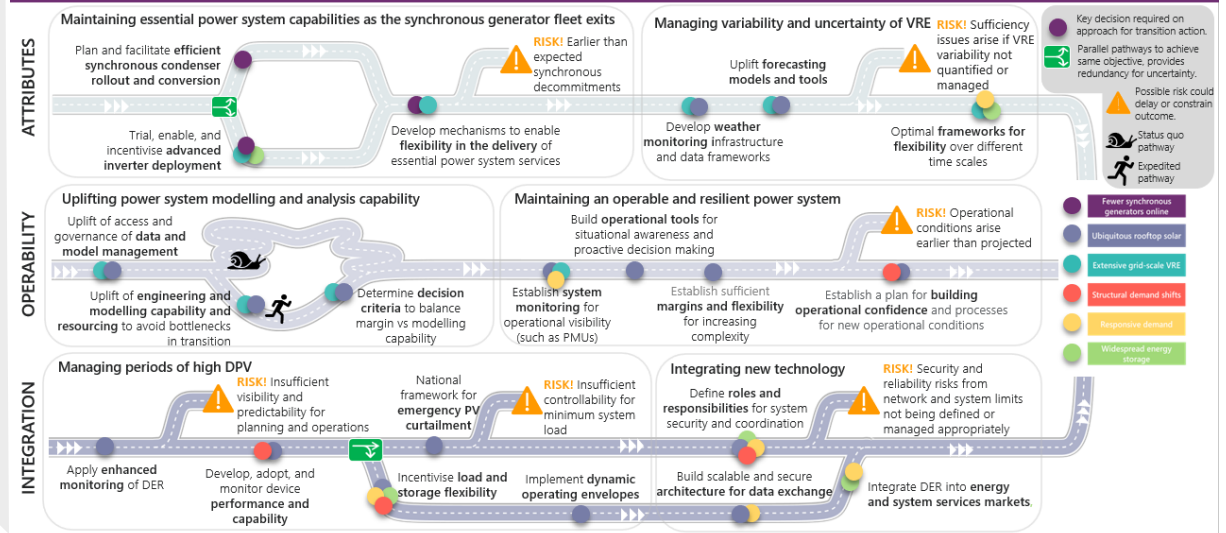 ATTRIBUTES
Maintaining essential power system capabilities as the synchronous generator fleet exits
Plan and facilitate efficient
synchronous condenser
rollout and conversion
Trial, enable, and
incentivise advanced
inverter deployment
RISK! Earlier than
expected
synchronous
decommitments
Develop mechanisms to enable
flexibility in the delivery of
essential power system services
Managing variability and uncertainty of VRE
RISK! Sufficiency
issues arise if VRE
variability not
quantified or
managed
Uplift forecasting
models and tools
Develop weather
monitoring infrastructure
and data frameworks
Optimal frameworks for
flexibility over different
time scales
Key decision required on
approach for transition action.
Parallel pathways to achieve
same objective, provides
redundancy for uncertainty.
Possible risk could
delay or constrain
outcome.
Status quo
pathway
Expedited
pathway
OPERABILITY
Uplifting power system modelling and analysis capability
Uplift of access and
governance of data and
model management
Uplift of engineering and
modelling capability and
resourcing to avoid bottlenecks
in transition
Determine decision
criteria to balance
margin vs modelling
capability
Maintaining an operable and resilient power system
Build operational tools for
situational awareness and
proactive decision making
RISK! Operational
conditions arise
earlier than projected
Establish system
monitoring for
operational visibility
(such as PMUs)
Establish sufficient
margins and flexibility
for increasing
complexity
Establish a plan for building
operational confidence and processes
for new operational conditions
Fewer synchronous
generators online
Ubiquitous rooftop solar
Extensive grid-scale VRE
Structural demand shifts
Responsive demand
Widespread energy
storage
INTEGRATION
Managing periods of high DPV
RISK! Insufficient
visibility and
predictability for
planning and operations
National
framework for
emergency PV
curtailment
RISK! Insufficient
controllability for
minimum system
load
Apply enhanced
monitoring of DER
Develop, adopt, and
monitor device
performance and
capability
Incentivise load and
storage flexibility
Implement dynamic
operating envelopes
Integrating new technology
Define roles and
responsibilities for system
security and coordination
RISK! Security and
reliability risks from
network and system limits
not being defined or
managed appropriately
Build scalable and secure
architecture for data exchange
Integrate DER into energy
and system services markets.